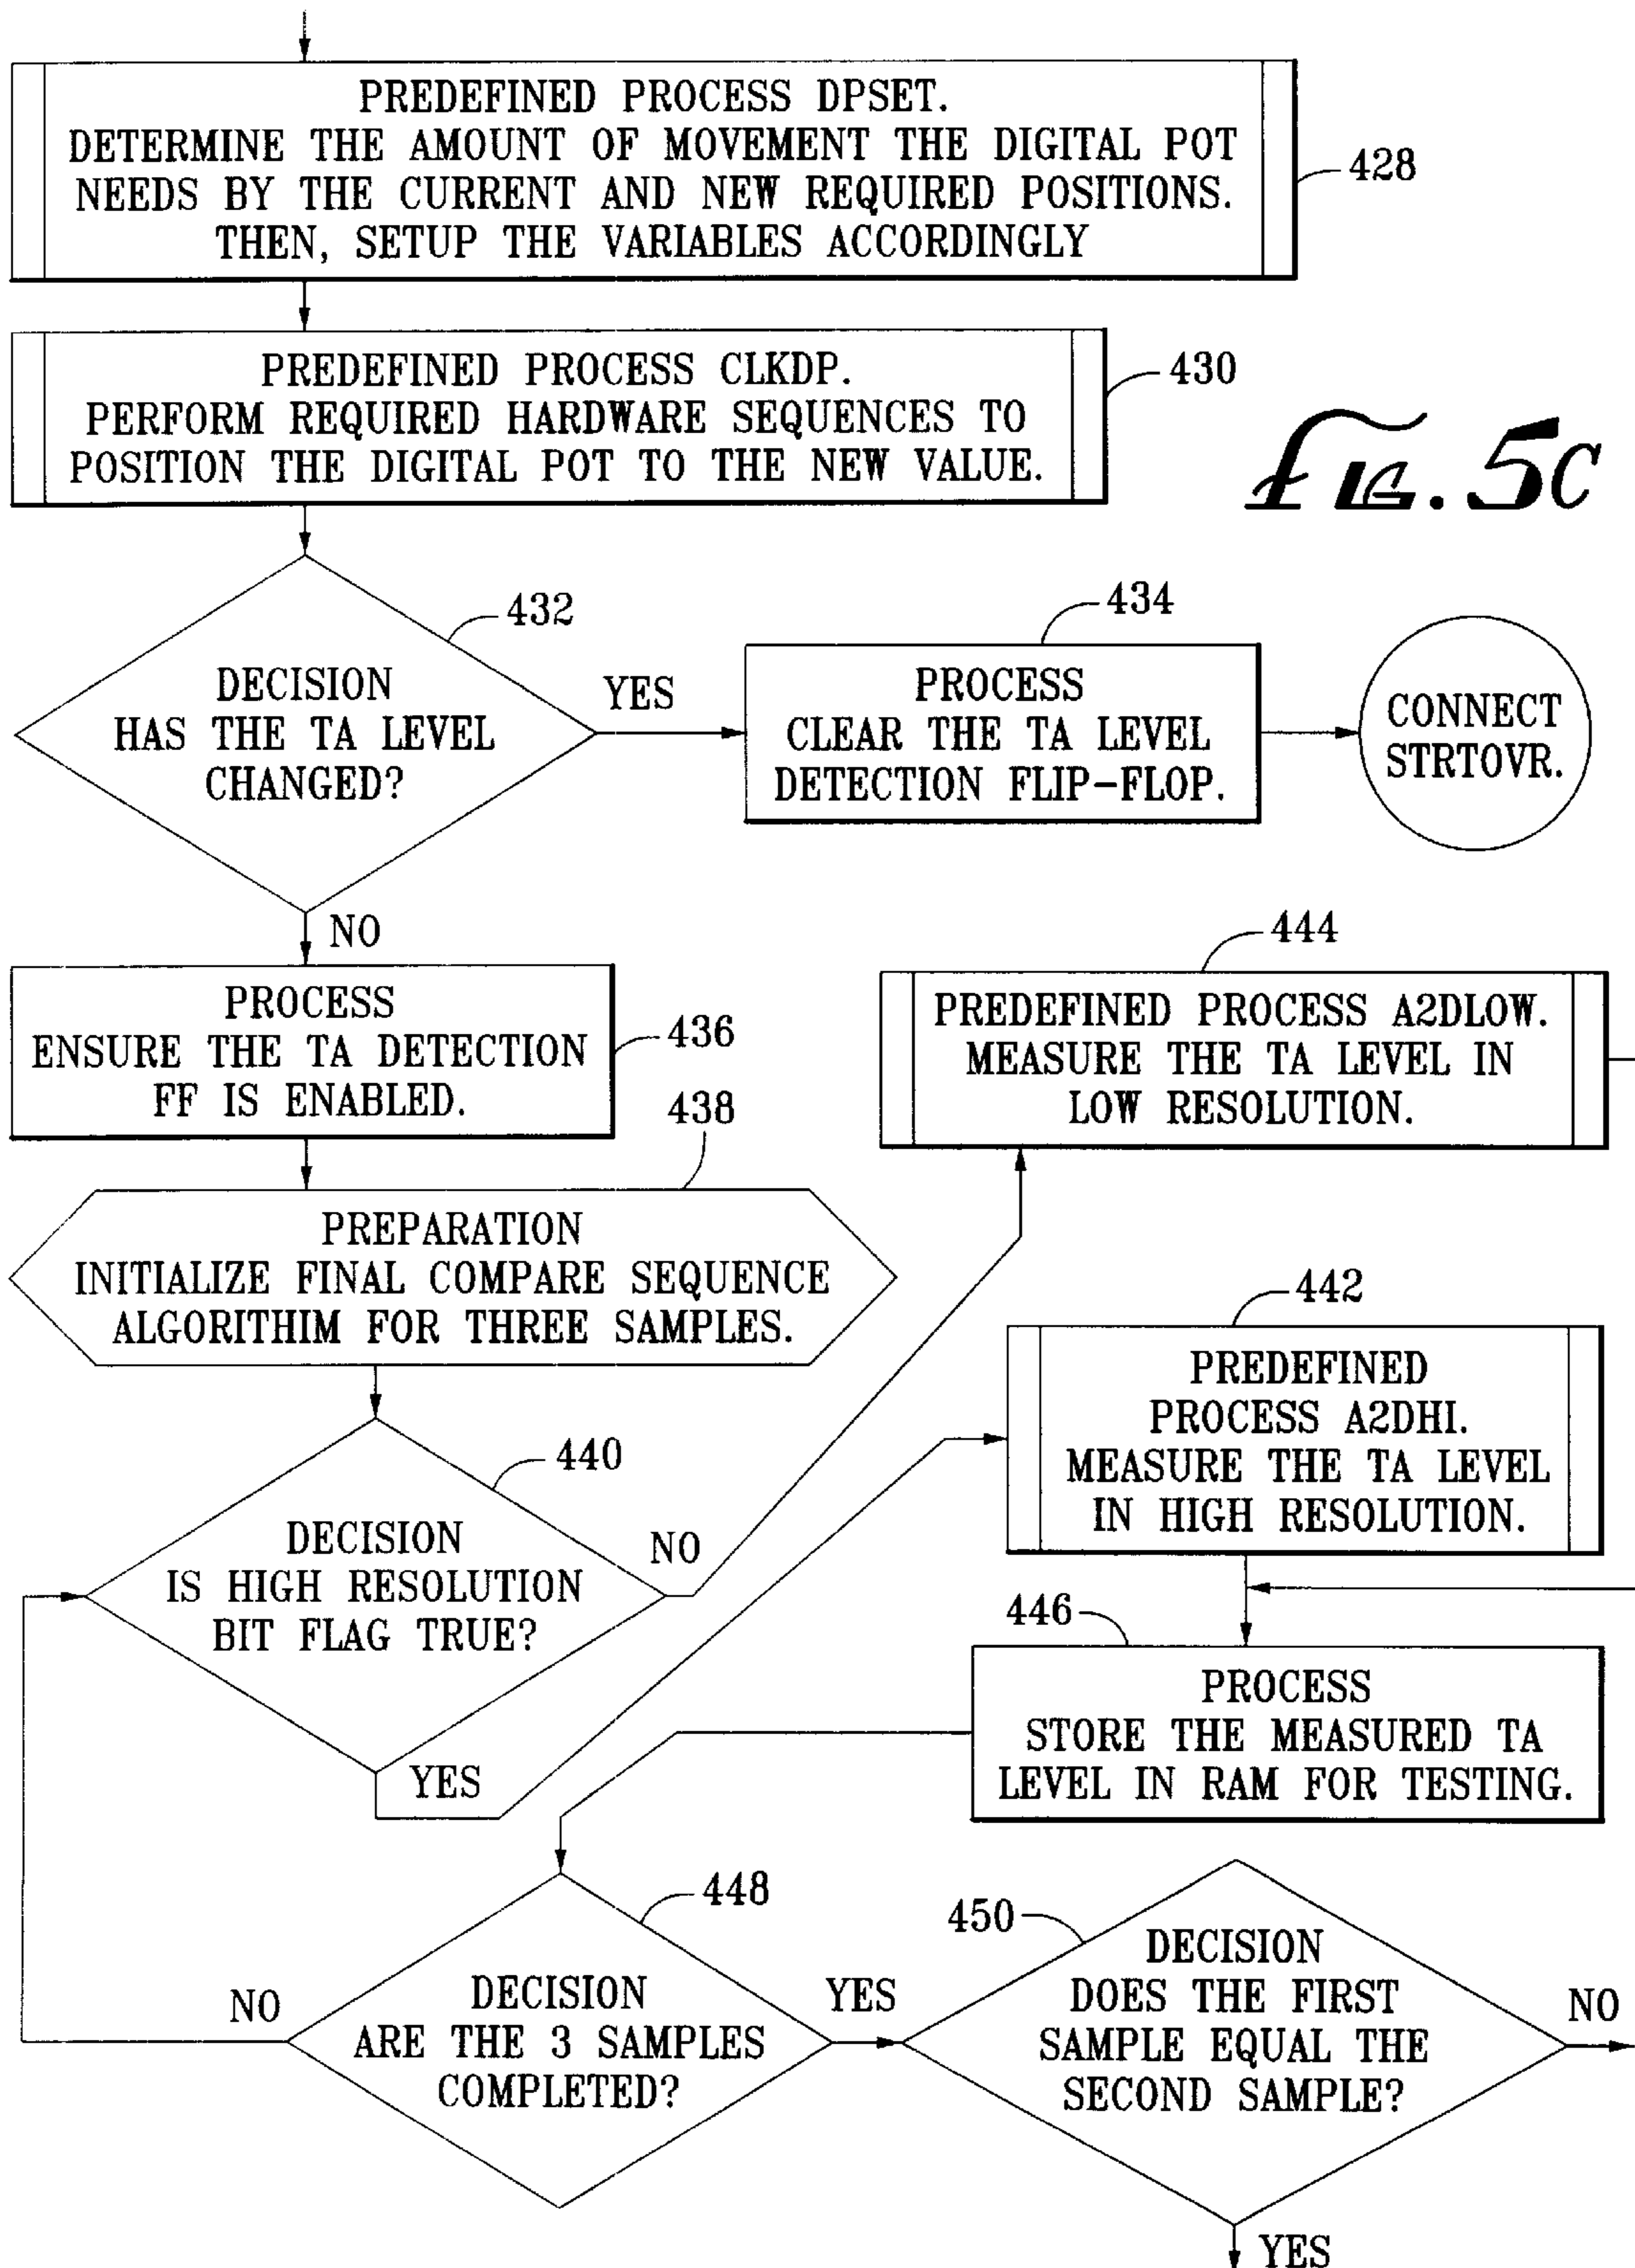 PREDEFINED PROCESS DPSET.
DETERMINE THE AMOUNT OF MOVEMENT THE DIGITAL POT
NEEDS BY THE CURRENT AND NEW REQUIRED POSITIONS.
THEN, SETUP THE VARIABLES ACCORDINGLY
428
PREDEFINED PROCESS CLKDP.
PERFORM REQUIRED HARDWARE SEQUENCES TO
POSITION THE DIGITAL POT TO THE NEW VALUE.
430
FIG. 5C
432
DECISION
HAS THE TA LEVEL
CHANGED?
YES
434
PROCESS
CLEAR THE TA LEVEL
DETECTION FLIP-FLOP.
CONNECT
STRTOVR.
NO
PROCESS
ENSURE THE TA DETECTION
FF IS ENABLED.
436
438
PREPARATION
INITIALIZE FINAL COMPARE SEQUENCE
ALGORITHIM FOR THREE SAMPLES.
440
DECISION
IS HIGH RESOLUTION
BIT FLAG TRUE?
NO
YES
444
PREDEFINED PROCESS A2DLOW.
MEASURE THE TA LEVEL IN
LOW RESOLUTION.
442
PREDEFINED
PROCESS A2DHI.
MEASURE THE TA LEVEL
IN HIGH RESOLUTION.
446
PROCESS
STORE THE MEASURED TA
LEVEL IN RAM FOR TESTING.
448
DECISION
ARE THE 3 SAMPLES
COMPLETED?
NO
YES
450
DECISION
DOES THE FIRST
SAMPLE EQUAL THE
SECOND SAMPLE?
NO
YES